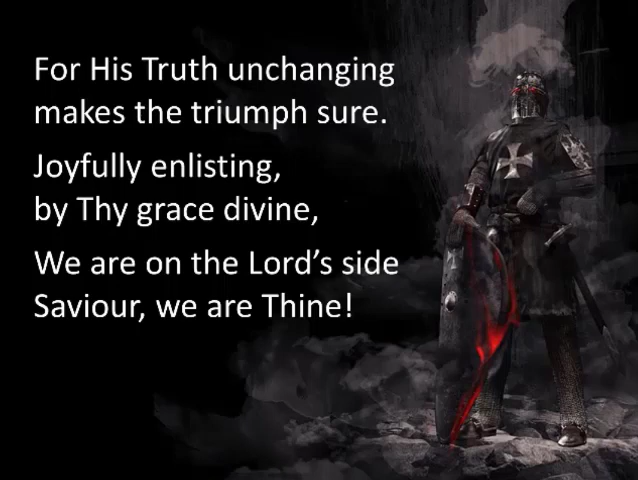 For His Truth unchanging
makes the triumph sure.
Joyfully enlisting,
by Thy grace divine,
We are on the Lord’s side
Saviour, we are Thine!